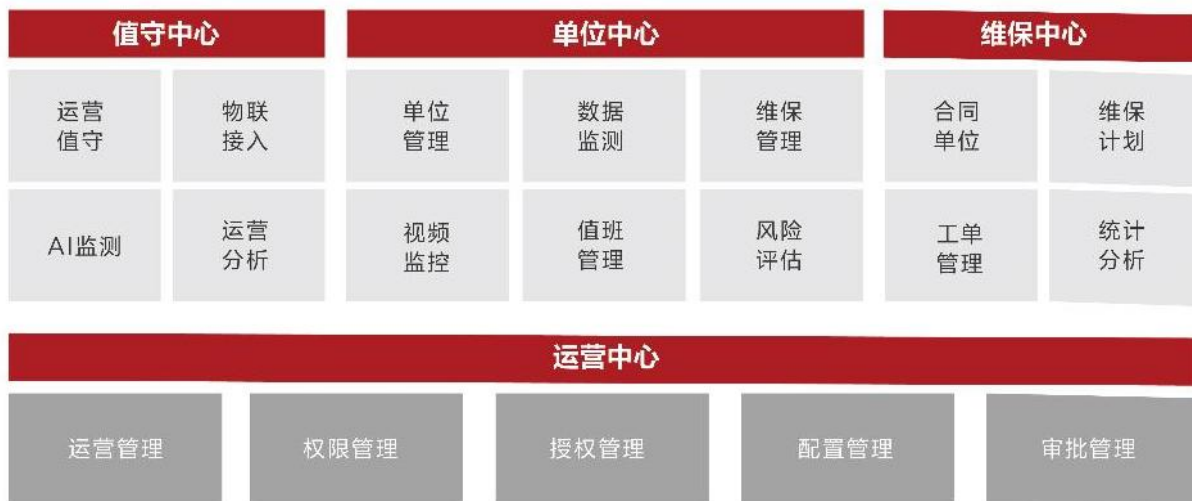 值守中心
单位中心
维保中心
运营
值守
物联
接入
单位
管理
数据
监测
维保
管理
合同
单位
维保
计划
AI监测
运营
分析
视频
监控
值班
管理
风险
评估
工单
管理
统计
分析
运营中心
运营管理
权限管理
授权管理
配置管理
审批管理